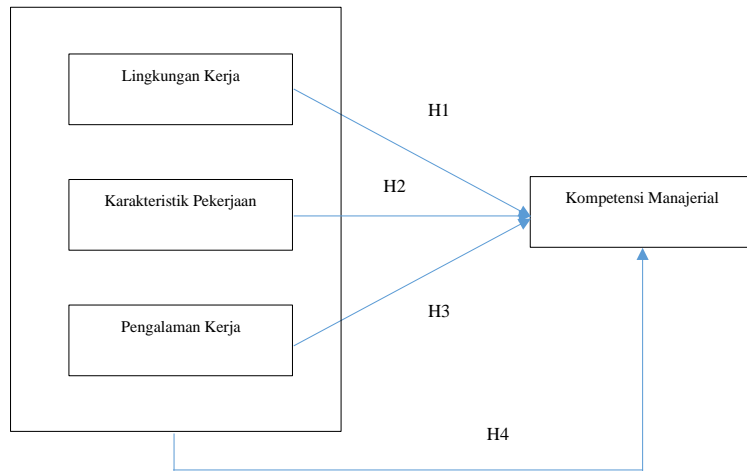 Lingkungan Kerja
H1
H2
Karakteristik Pekerjaan
Kompetensi Manajerial
Pengalaman Kerja
H3
H4